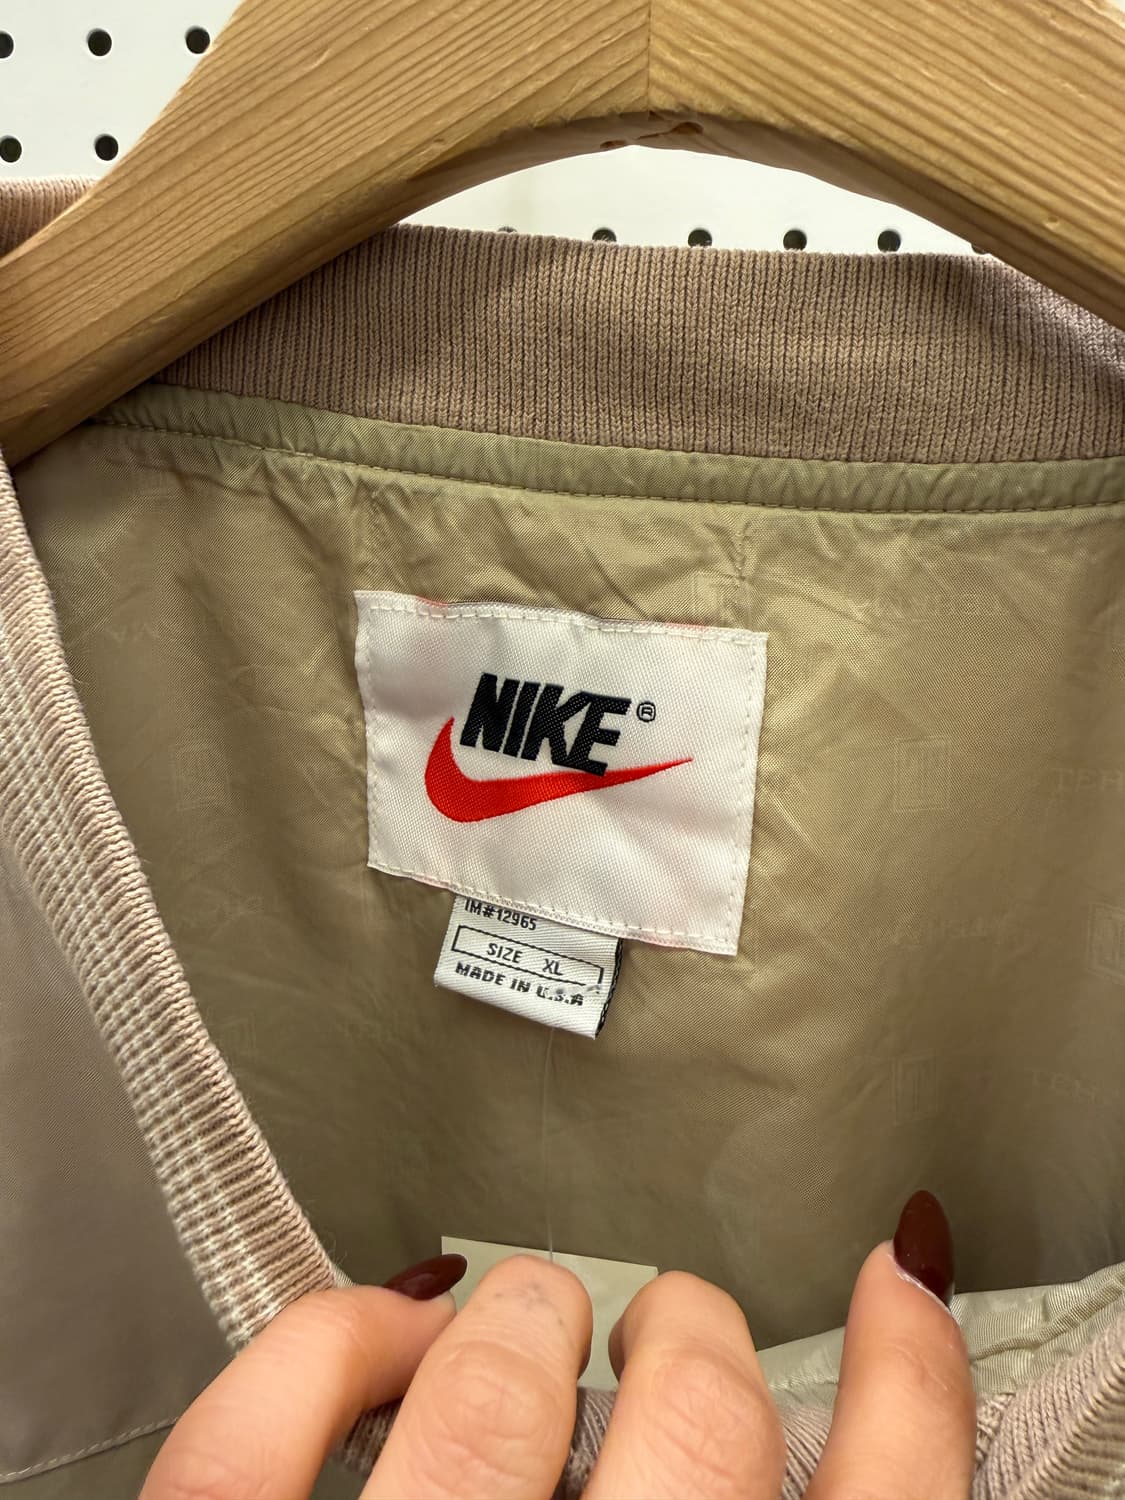 NIKE®
IM#12965
SIZE XL
MADE IN U.S.A